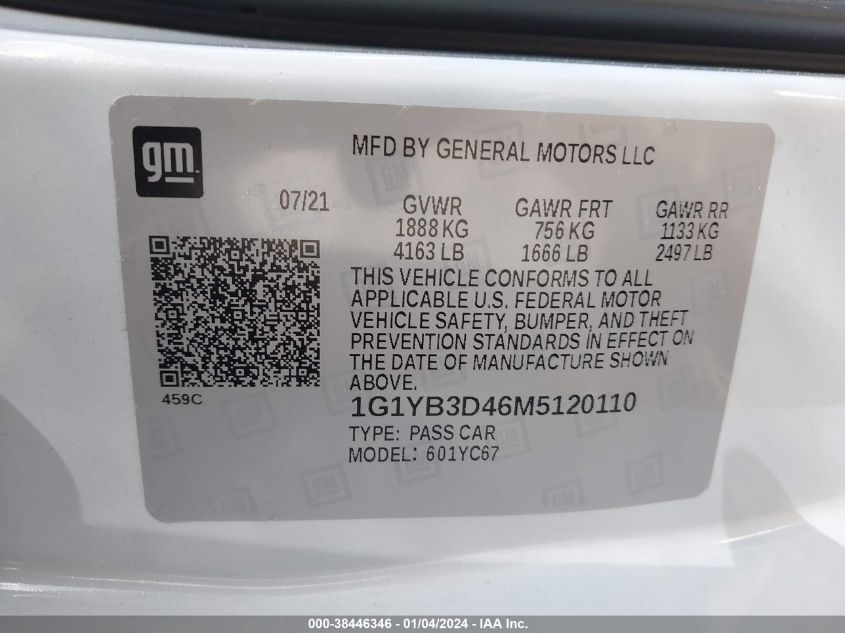 gm
MFD BY GENERAL MOTORS LLC
07/21
GVWR GAWR FRT GAWR RR
1888 KG 756 KG 1133 KG
4163 LB 1666 LB 2497 LB
THIS VEHICLE CONFORMS TO ALL
APPLICABLE U.S. FEDERAL MOTOR
VEHICLE SAFETY, BUMPER, AND THEFT
PREVENTION STANDARDS IN EFFECT ON
THE DATE OF MANUFACTURE SHOWN
ABOVE.
459C
1G1YB3D46M5120110
TYPE: PASS CAR
MODEL: 601YC67
000-38446346 - 01/04/2024 - IAA Inc.